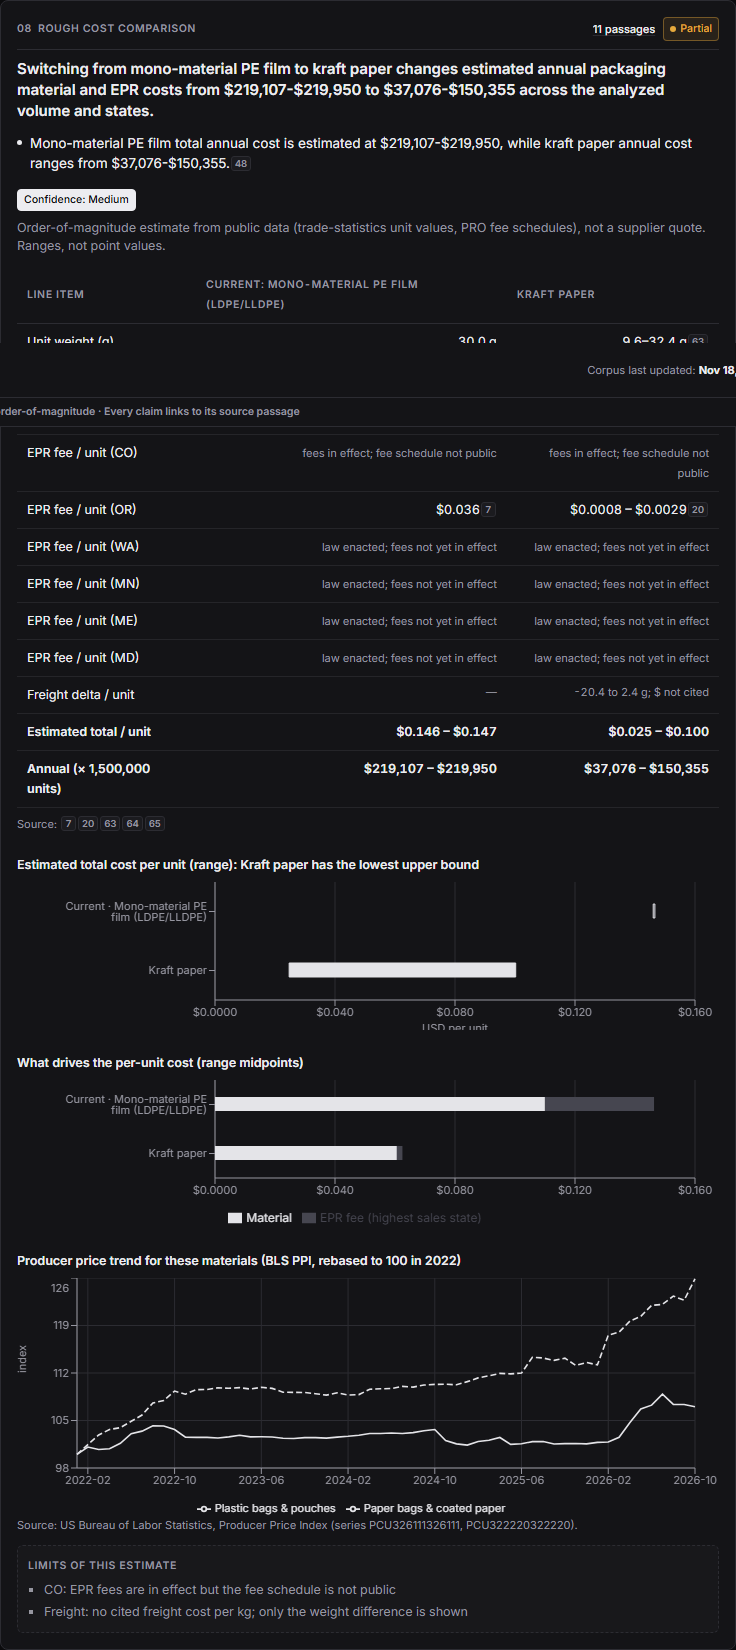 08 ROUGH COST COMPARISON
11 passages
Partial
Switching from mono-material PE film to kraft paper changes estimated annual packaging
material and EPR costs from $219,107-$219,950 to $37,076-$150,355 across the analyzed
volume and states.
Mono-material PE film total annual cost is estimated at $219,107-$219,950, while kraft paper annual cost
ranges from $37,076-$150,355. 48
Confidence: Medium
Order-of-magnitude estimate from public data (trade-statistics unit values, PRO fee schedules), not a supplier quote.
Ranges, not point values.
LINE ITEM
CURRENT: MONO-MATERIAL PE FILM
(LDPE/LLDPE)
KRAFT PAPER
Unit weight (g) 30.0 g 9.6–32.4 g 63
Corpus last updated: Nov 18,
rder-of-magnitude · Every claim links to its source passage
EPR fee / unit (CO) fees in effect; fee schedule not public fees in effect; fee schedule not
public
EPR fee / unit (OR) $0.036 7 $0.0008 – $0.0029 20
EPR fee / unit (WA) law enacted; fees not yet in effect law enacted; fees not yet in effect
EPR fee / unit (MN) law enacted; fees not yet in effect law enacted; fees not yet in effect
EPR fee / unit (ME) law enacted; fees not yet in effect law enacted; fees not yet in effect
EPR fee / unit (MD) law enacted; fees not yet in effect law enacted; fees not yet in effect
Freight delta / unit — -20.4 to 2.4 g; $ not cited
Estimated total / unit $0.146 – $0.147 $0.025 – $0.100
Annual (× 1,500,000 $219,107 – $219,950 $37,076 – $150,355
units)
Source: 7 20 63 64 65
Estimated total cost per unit (range): Kraft paper has the lowest upper bound
Current · Mono-material PE
film (LDPE/LLDPE)
Kraft paper
$0.0000 $0.040 $0.080 $0.120 $0.160
USD per unit
What drives the per-unit cost (range midpoints)
Current · Mono-material PE
film (LDPE/LLDPE)
Kraft paper
$0.0000 $0.040 $0.080 $0.120 $0.160
Material EPR fee (highest sales state)
Producer price trend for these materials (BLS PPI, rebased to 100 in 2022)
126
119
112
105
98
index
2022-02 2022-10 2023-06 2024-02 2024-10 2025-06 2026-02 2026-10
Plastic bags & pouches Paper bags & coated paper
Source: US Bureau of Labor Statistics, Producer Price Index (series PCU326111326111, PCU322220322220).
LIMITS OF THIS ESTIMATE
CO: EPR fees are in effect but the fee schedule is not public
Freight: no cited freight cost per kg; only the weight difference is shown